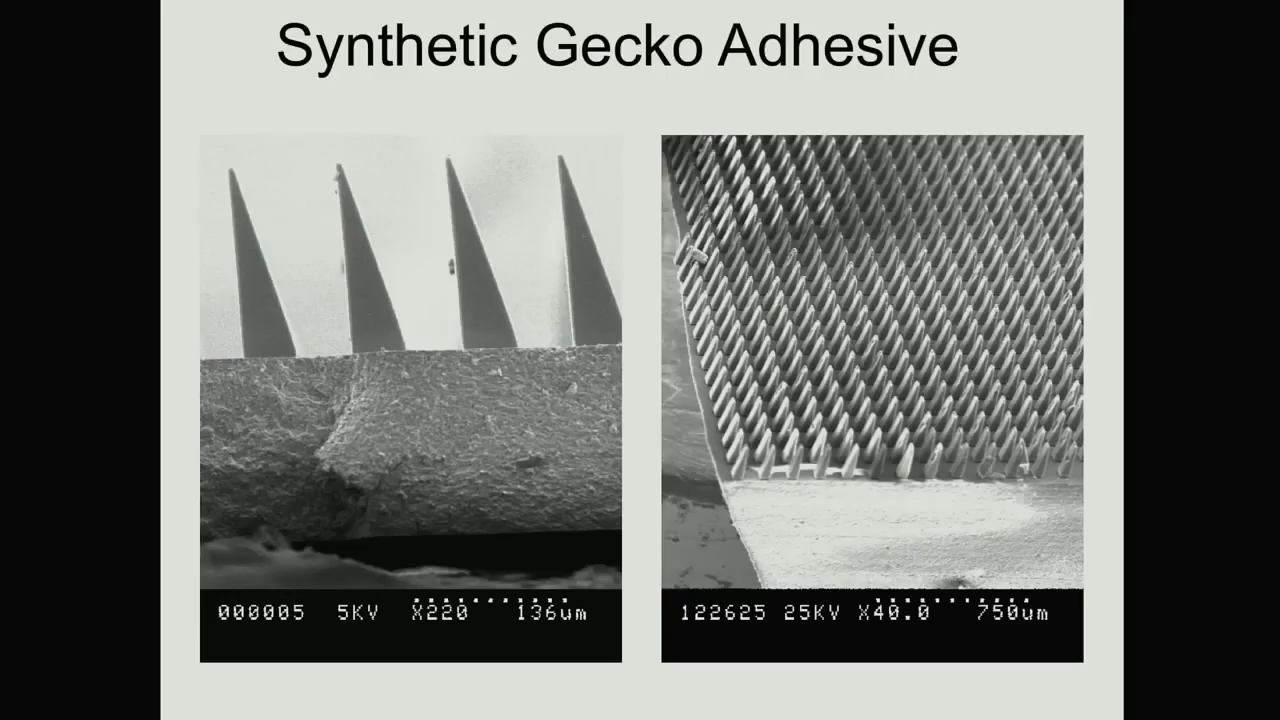 Synthetic Gecko Adhesive
000005 5KV X220 136um
122625 25KV X40.0 750um